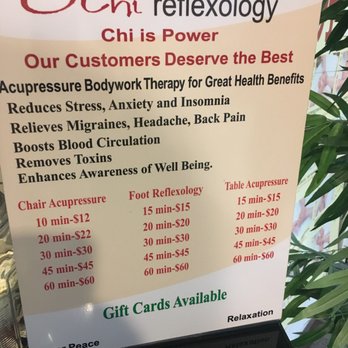 Chi reflexology
Chi is Power
Our Customers Deserve the Best
Acupressure Bodywork Therapy for Great Health Benefits
Reduces Stress, Anxiety and Insomnia
Relieves Migraines, Headache, Back Pain
Boosts Blood Circulation
Removes Toxins
Enhances Awareness of Well Being.
Chair Acupressure
10 min-$12
20 min-$22
30 min-$30
45 min-$45
60 min-$60
Foot Reflexology
15 min-$15
20 min-$20
30 min-$30
45 min-$45
60 min-$60
Table Acupressure
15 min-$15
20 min-$20
30 min-$30
45 min-$45
60 min-$60
Gift Cards Available
Peace
Relaxation